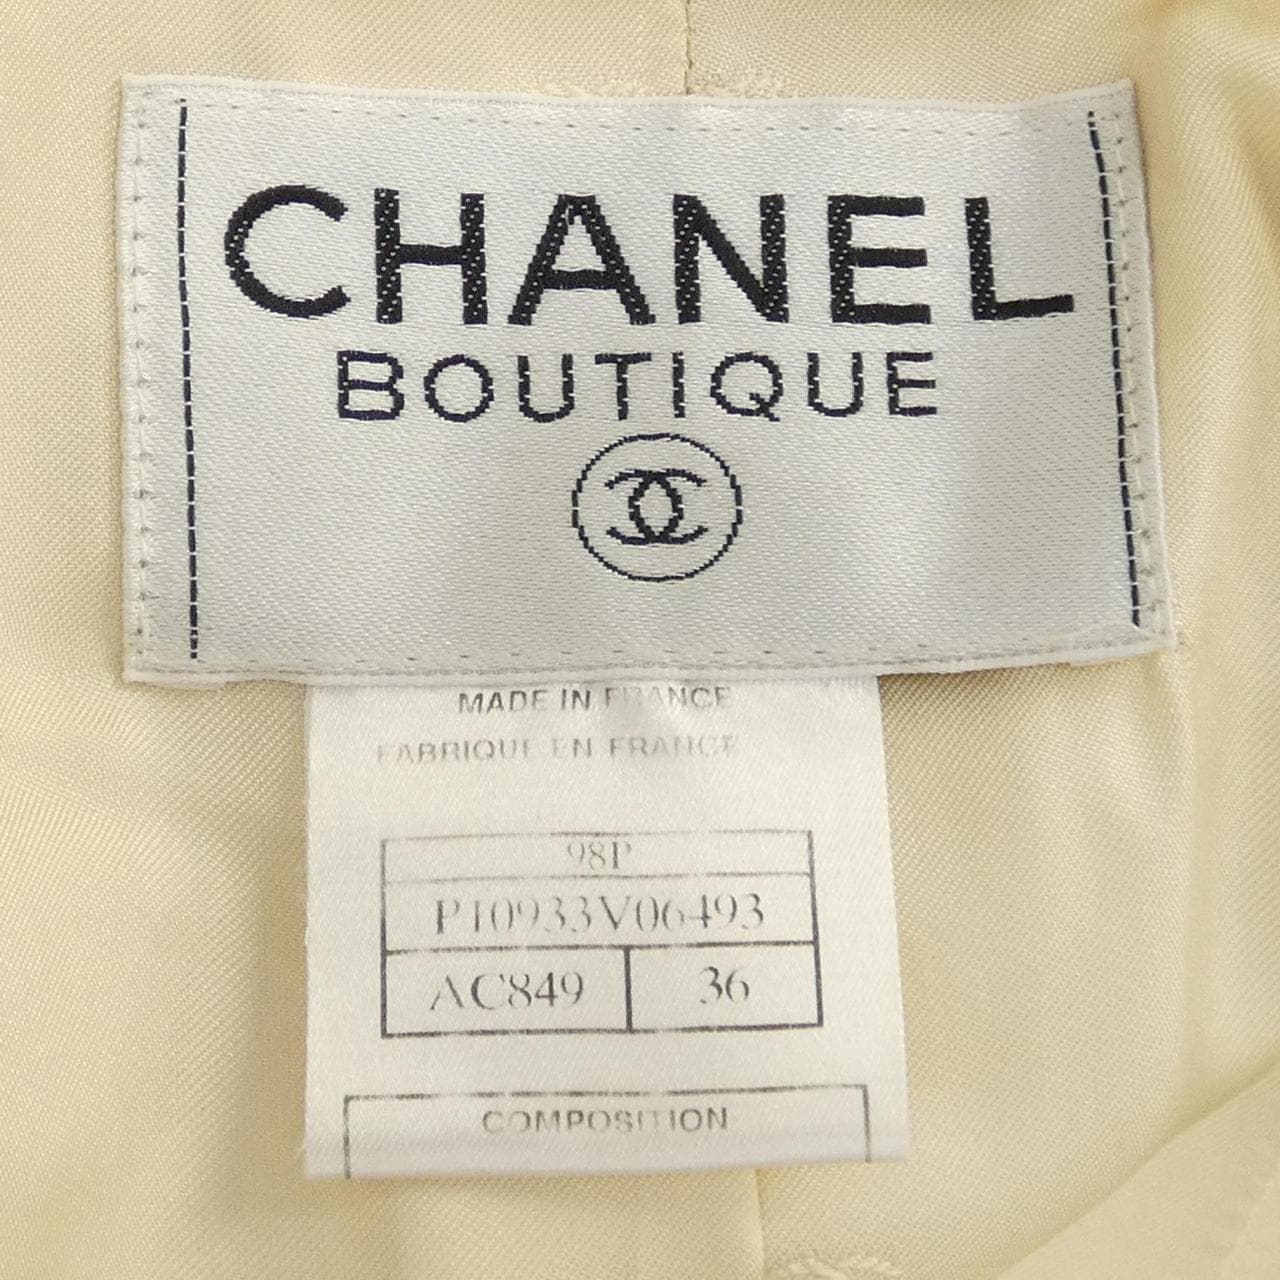 CHANEL
BOUTIQUE
MADE IN FRANCE
FABRIQUE EN FRANCE
98P
P10933V06493
AC849 36
COMPOSITION